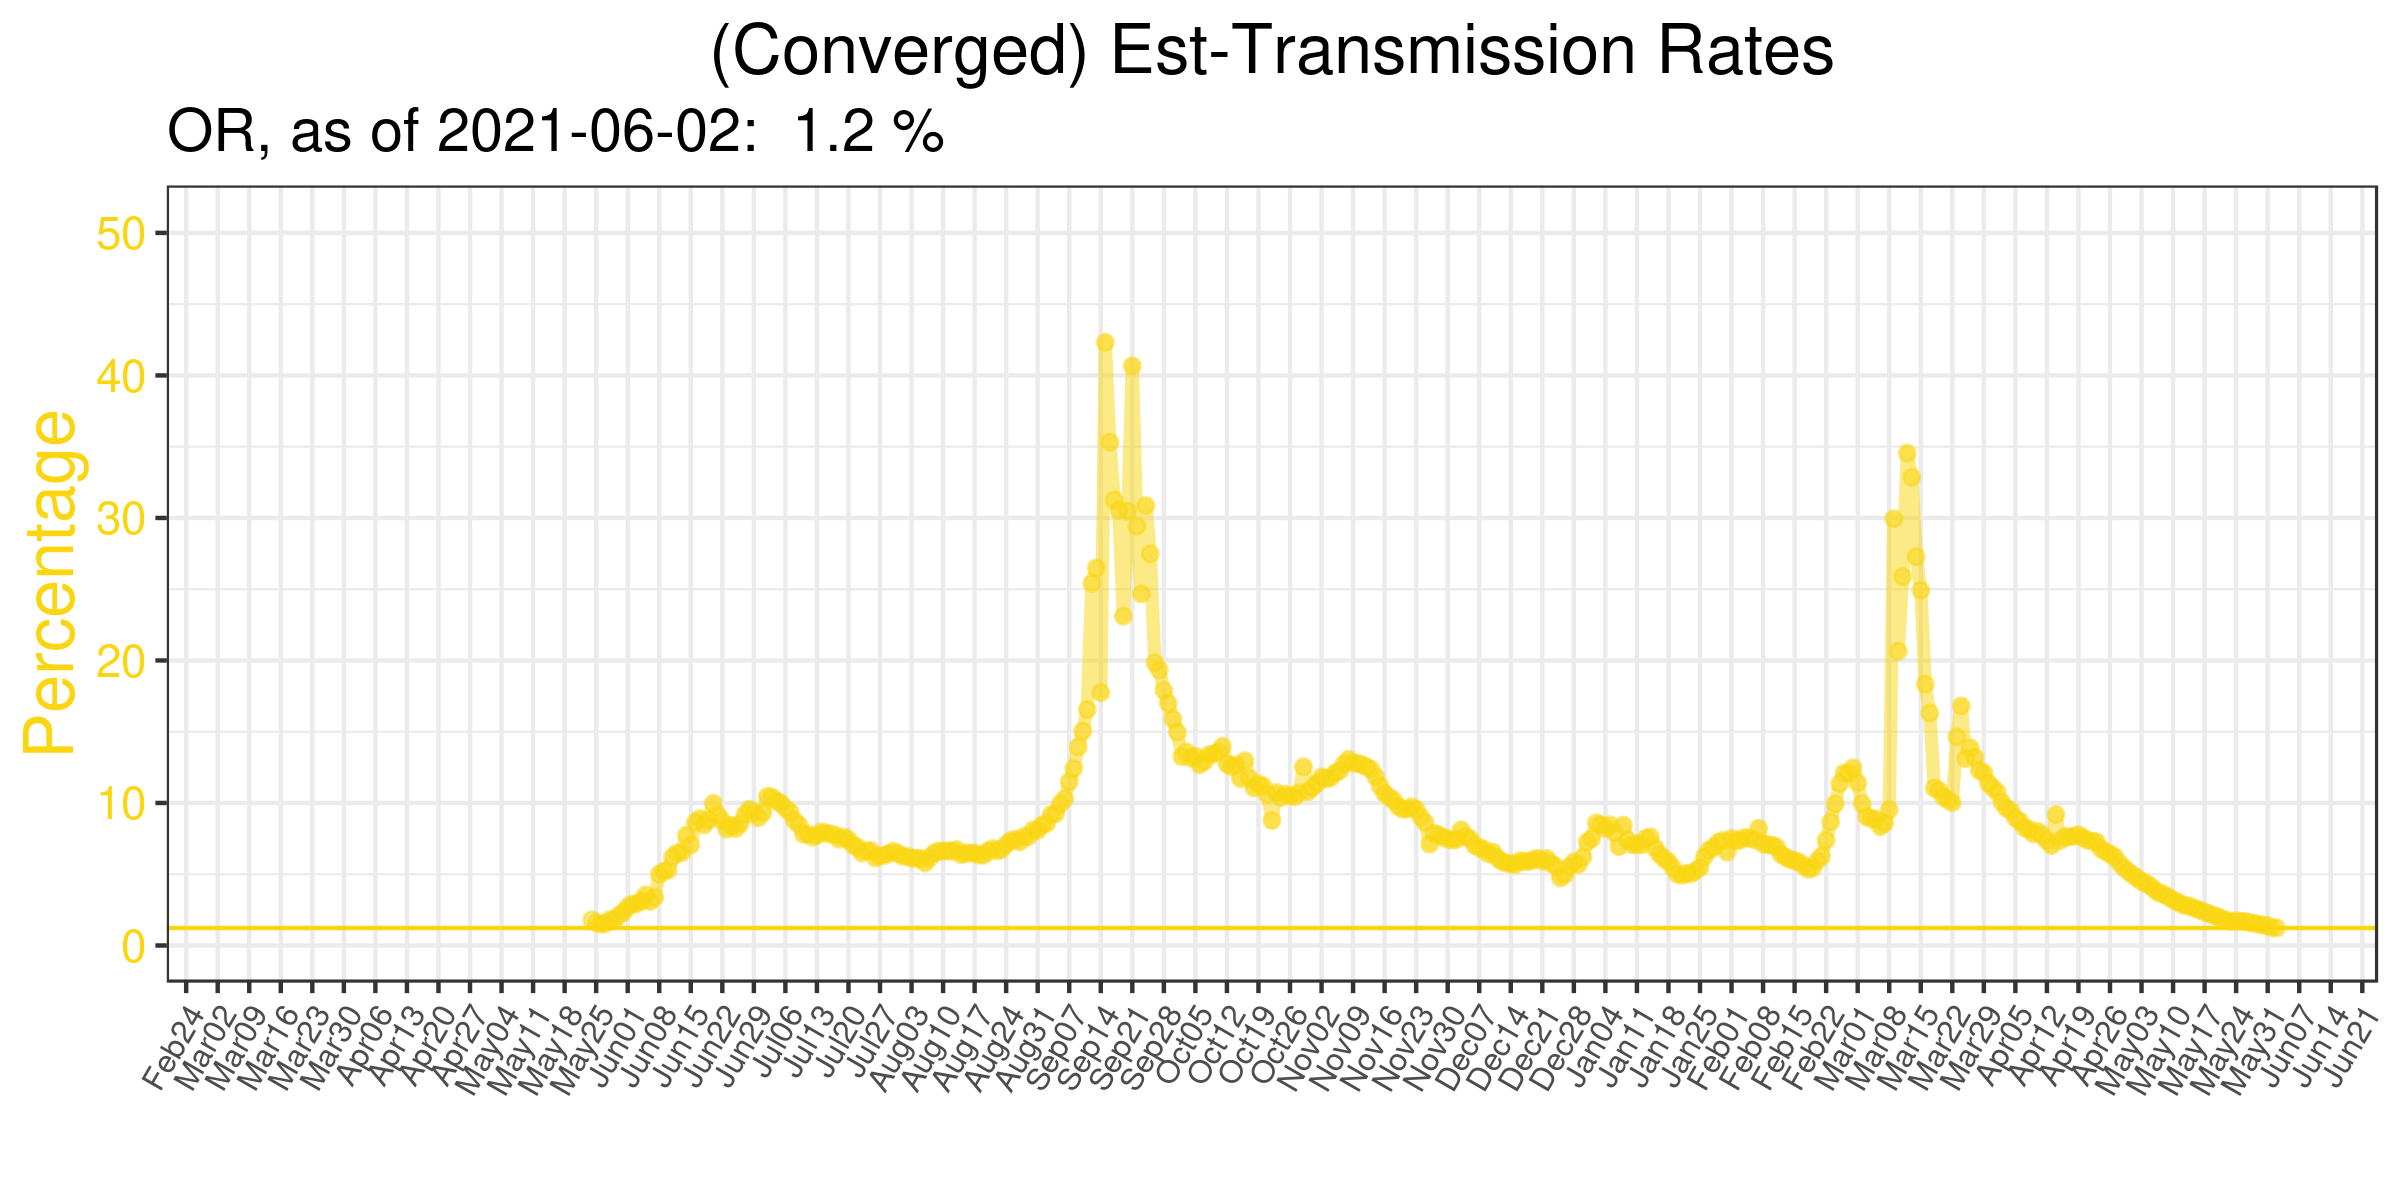 (Converged) Est-Transmission Rates
OR, as of 2021-06-02:  1.2 %
Percentage
50
40
30
20
10
0
Feb24
Mar02
Mar09
Mar16
Mar23
Mar30
Apr06
Apr13
Apr20
Apr27
May04
May11
May18
May25
Jun01
Jun08
Jun15
Jun22
Jun29
Jul06
Jul13
Jul20
Jul27
Aug03
Aug10
Aug17
Aug24
Aug31
Sep07
Sep14
Sep21
Sep28
Oct05
Oct12
Oct19
Oct26
Nov02
Nov09
Nov16
Nov23
Nov30
Dec07
Dec14
Dec21
Dec28
Jan04
Jan11
Jan18
Jan25
Feb01
Feb08
Feb15
Feb22
Mar01
Mar08
Mar15
Mar22
Mar29
Apr05
Apr12
Apr19
Apr26
May03
May10
May17
May24
May31
Jun07
Jun14
Jun21